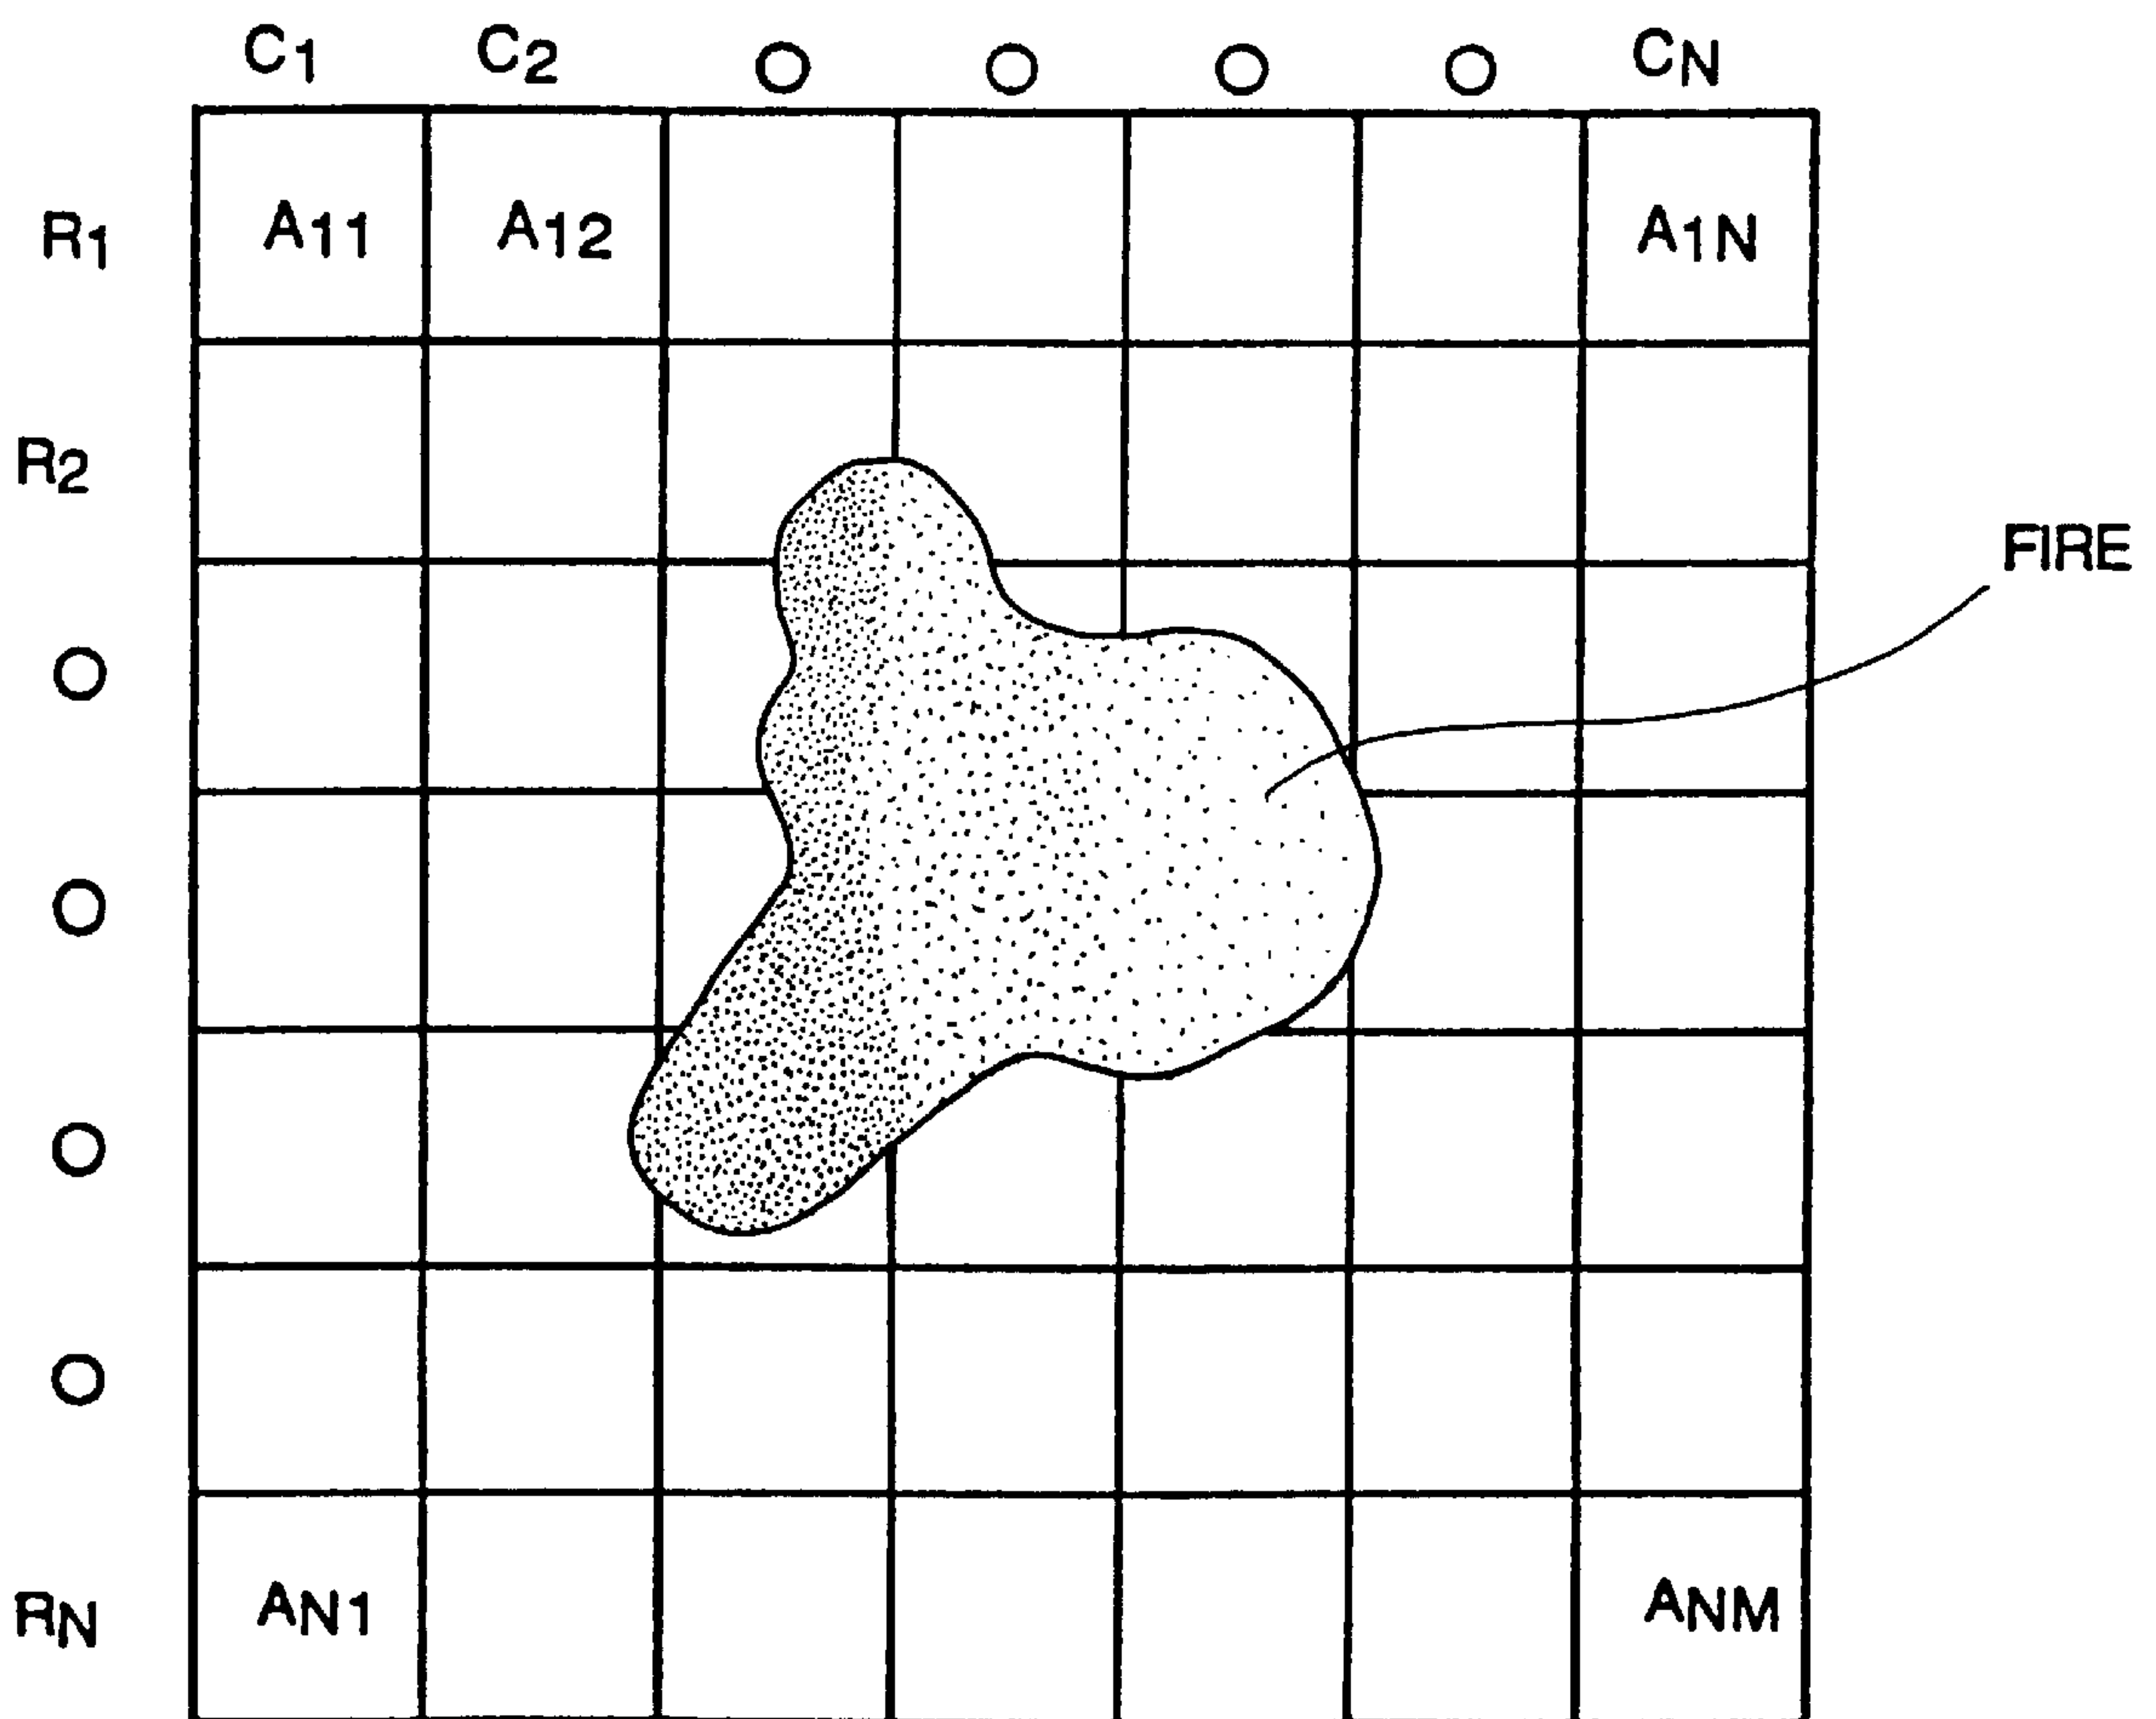 C1 C2 O O O O CN
R1 A11 A12 A1N
R2
FIRE
O
O
O
O
RN AN1 ANM